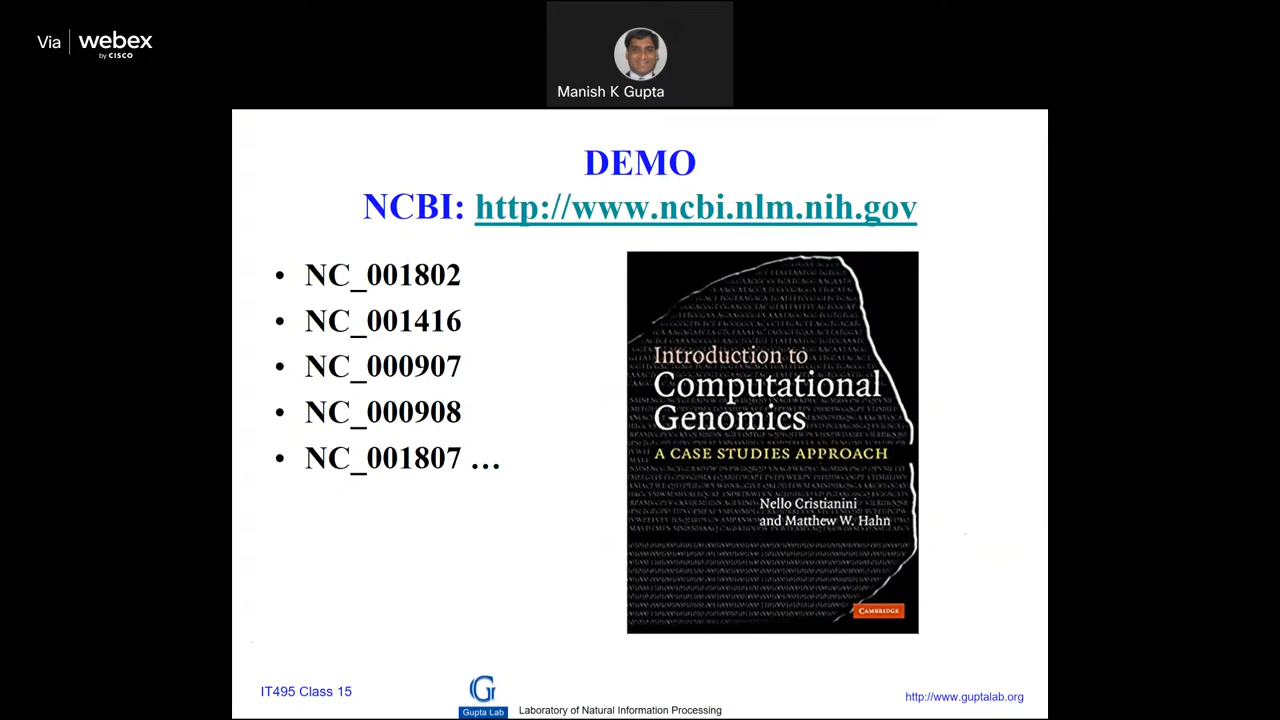 Via webex
by CISCO
Manish K Gupta
DEMO
NCBI: http://www.ncbi.nlm.nih.gov
• NC_001802
• NC_001416
• NC_000907
• NC_000908
• NC_001807 …
Introduction to
Computational
Genomics
A CASE STUDIES APPROACH
Nello Cristianini
and Matthew W. Hahn
CAMBRIDGE
IT495 Class 15
G
Gupta Lab
Laboratory of Natural Information Processing
http://www.guptalab.org